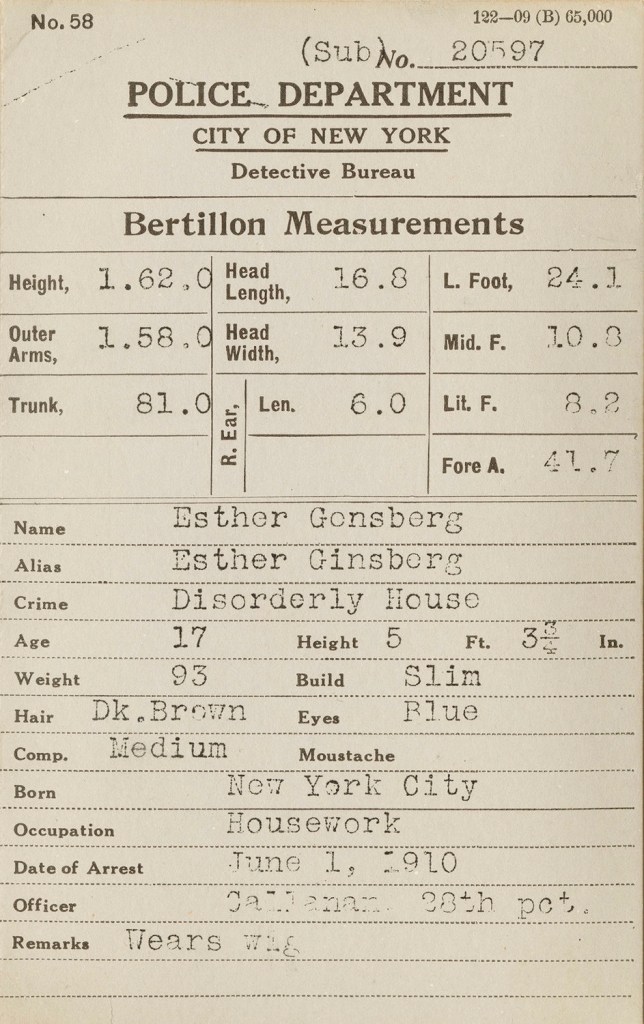 No. 58
122—09 (B) 65,000
(Sub) No. 20597
POLICE DEPARTMENT
CITY OF NEW YORK
Detective Bureau
Bertillon Measurements
Height, 1.62.0 Head Length, 16.8 L. Foot, 24.1
Outer Arms, 1.58.0 Head Width, 13.9 Mid. F. 10.8
Trunk, 81.0 R. Ear, Len. 6.0 Lit. F. 8.2
Fore A. 41.7
Name Esther Gonsberg
Alias Esther Ginsberg
Crime Disorderly House
Age 17 Height 5 Ft. 3 3/4 In.
Weight 93 Build Slim
Hair Dk.Brown Eyes Blue
Comp. Medium Moustache
Born New York City
Occupation Housework
Date of Arrest June 1, 1910
Officer Callanan. 28th pct.
Remarks Wears wig